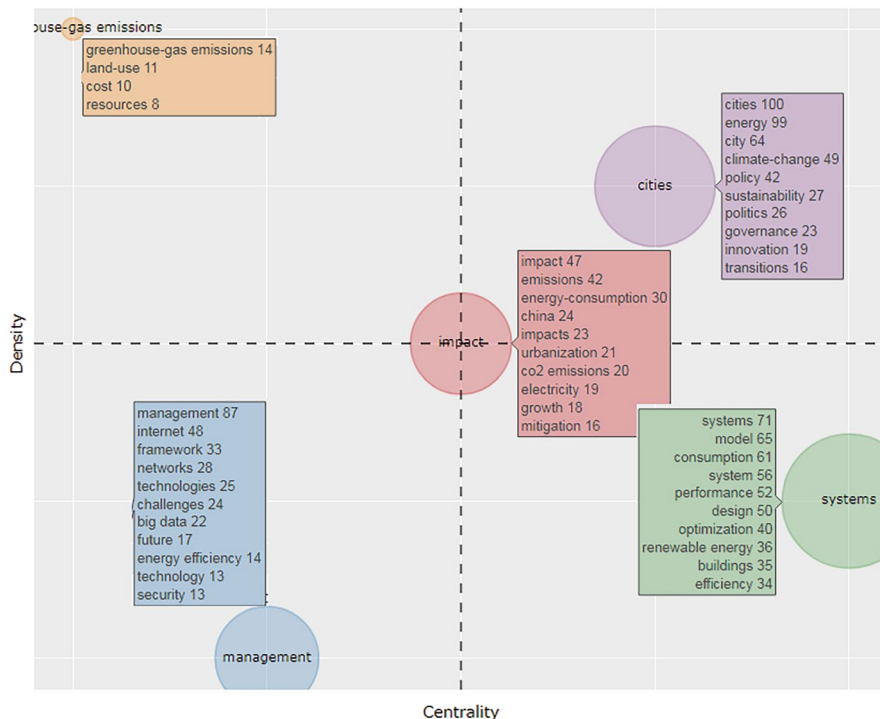 ouse-gas emissions
greenhouse-gas emissions 14
land-use 11
cost 10
resources 8
cities
cities 100
energy 99
city 64
climate-change 49
policy 42
sustainability 27
politics 26
governance 23
innovation 19
transitions 16
impact
impact 47
emissions 42
energy-consumption 30
china 24
impacts 23
urbanization 21
co2 emissions 20
electricity 19
growth 18
mitigation 16
Density
management 87
internet 48
framework 33
networks 28
technologies 25
challenges 24
big data 22
future 17
energy efficiency 14
technology 13
security 13
management
systems 71
model 65
consumption 61
system 56
performance 52
design 50
optimization 40
renewable energy 36
buildings 35
efficiency 34
systems
Centrality